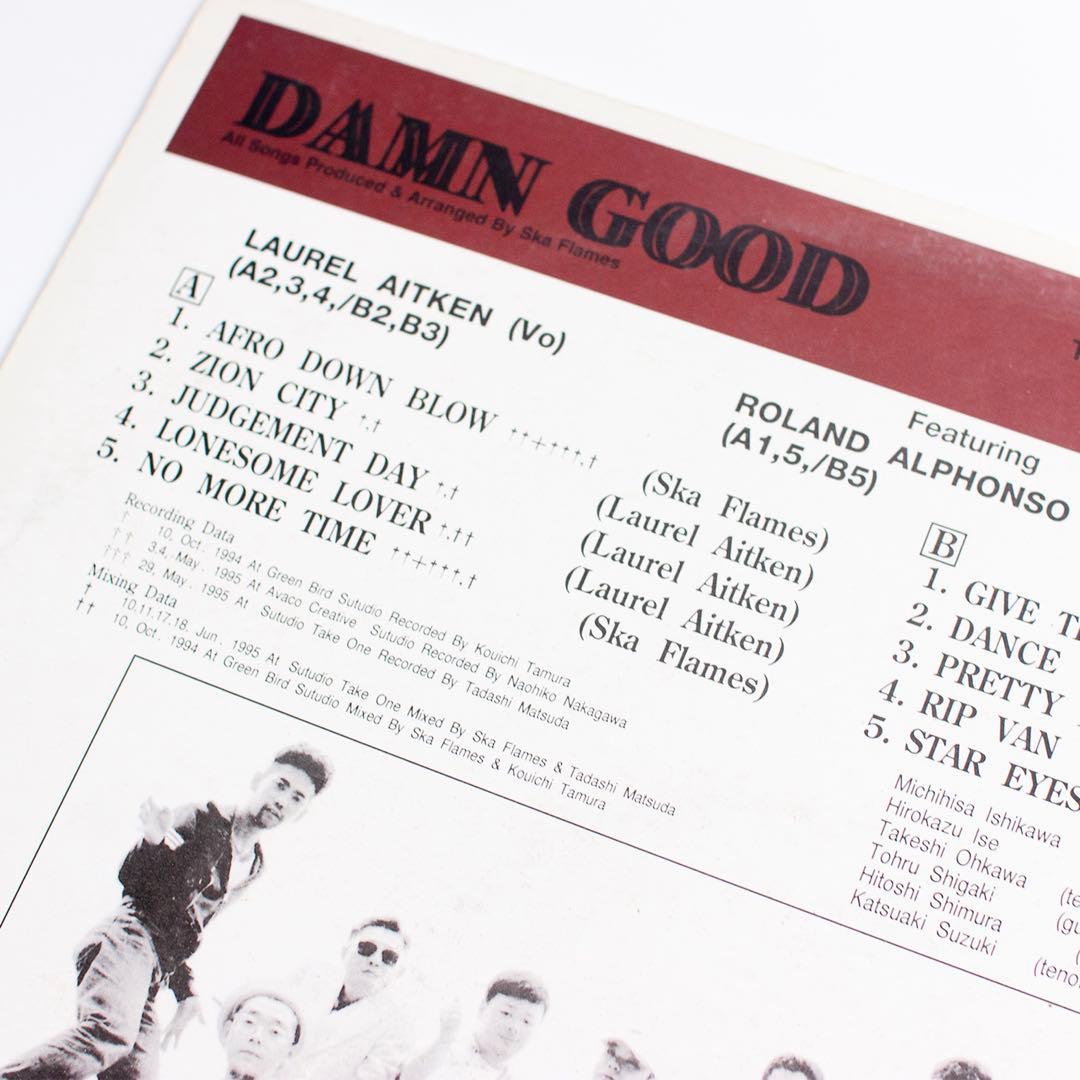 DAMN GOOD
All Songs Produced & Arranged By Ska Flames
LAUREL AITKEN (Vo)
(A2,3,4,/B2,B3)
Featuring
ROLAND ALPHONSO
(A1,5,/B5)
A
1. AFRO DOWN BLOW ††+†††.† (Ska Flames)
2. ZION CITY †.† (Laurel Aitken)
3. JUDGEMENT DAY †.† (Laurel Aitken)
4. LONESOME LOVER †.†† (Laurel Aitken)
5. NO MORE TIME ††+†††.† (Ska Flames)
Recording Data
† 10, Oct. 1994 At Green Bird Sutudio Recorded By Kouichi Tamura
†† 3.4, May. 1995 At Avaco Creative Sutudio Recorded By Naohiko Nakagawa
††† 29, May. 1995 At Sutudio Take One Recorded By Tadashi Matsuda
Mixing Data
† 10.11.17.18, Jun. 1995 At Sutudio Take One Mixed By Ska Flames & Tadashi Matsuda
†† 10, Oct. 1994 At Green Bird Sutudio Mixed By Ska Flames & Kouichi Tamura
B
1. GIVE
2. DANCE
3. PRETTY
4. RIP VAN
5. STAR EYES
Michihisa Ishikawa
Hirokazu Ise
Takeshi Ohkawa
Tohru Shigaki
Hitoshi Shimura
Katsuaki Suzuki